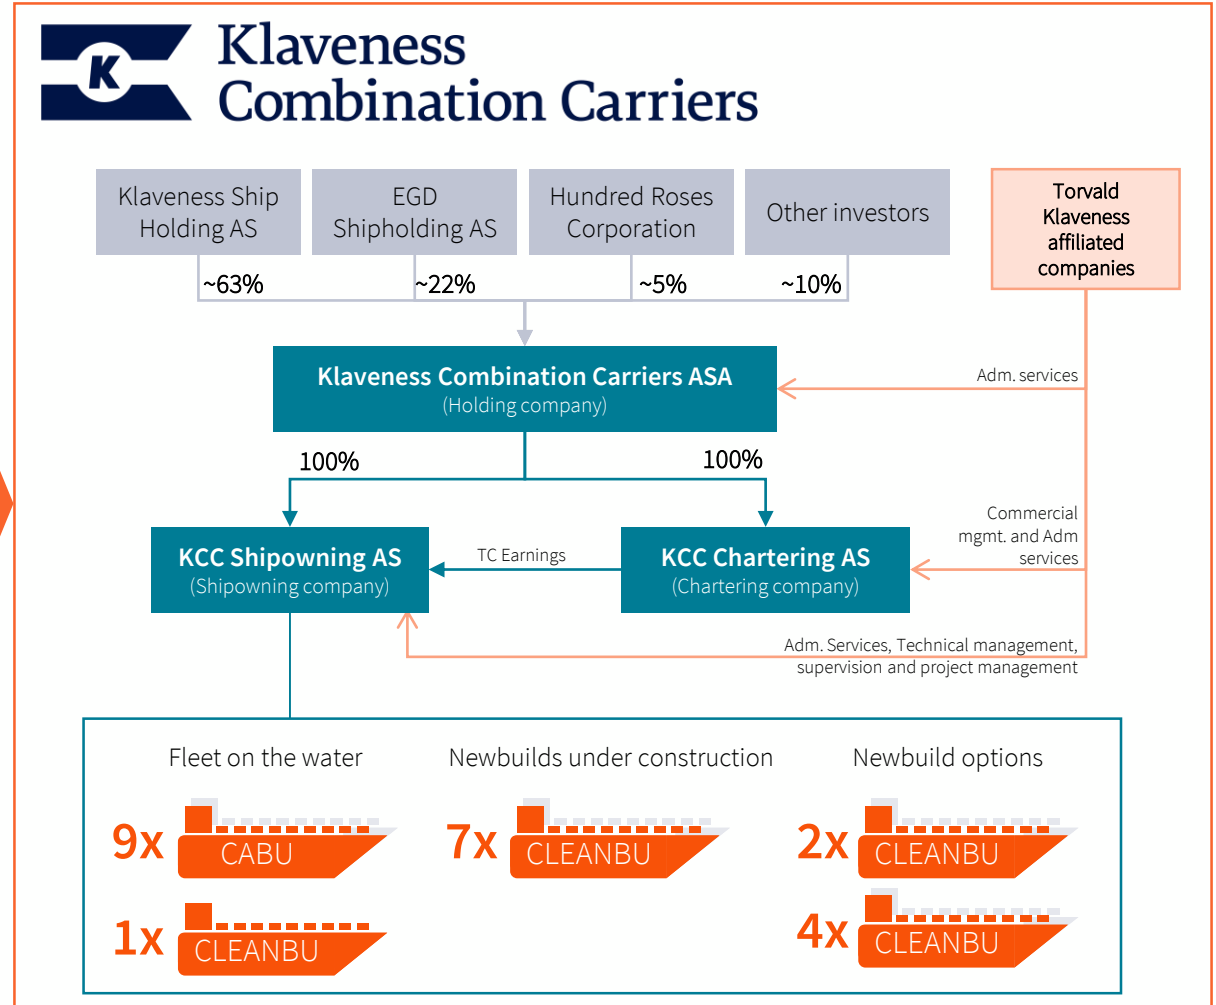 K
Klaveness
Combination Carriers
Klaveness Ship
Holding AS
EGD
Shipholding AS
Hundred Roses
Corporation
Other investors
Torvald
Klaveness
affiliated
companies
~63%
~22%
~5%
~10%
Klaveness Combination Carriers ASA
(Holding company)
Adm. services
100%
100%
KCC Shipowning AS
(Shipowning company)
TC Earnings
KCC Chartering AS
(Chartering company)
Commercial
mgmt. and Adm
services
Adm. Services, Technical management,
supervision and project management
Fleet on the water
Newbuilds under construction
Newbuild options
9x
CABU
7x
CLEANBU
2x
CLEANBU
1x
CLEANBU
4x
CLEANBU